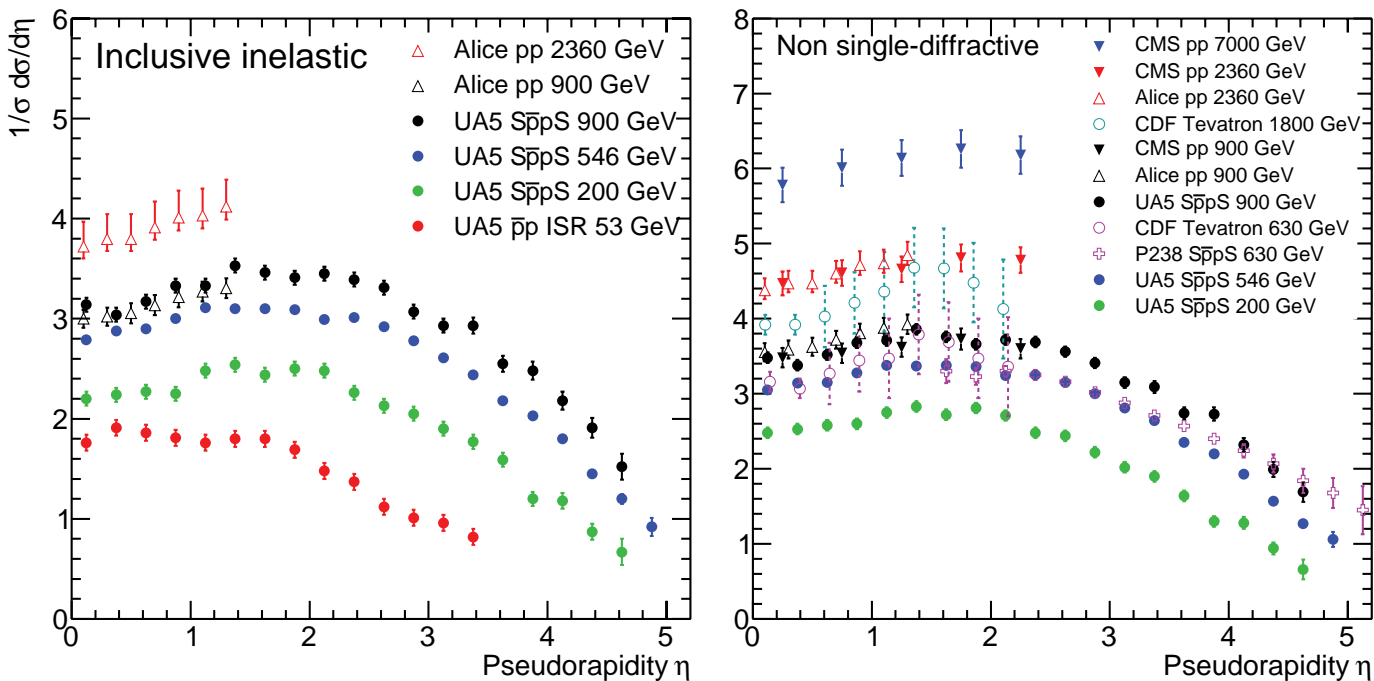 1/σ dσ/dη
Inclusive inelastic
Alice pp 2360 GeV
Alice pp 900 GeV
UA5 Sp̅pS 900 GeV
UA5 Sp̅pS 546 GeV
UA5 Sp̅pS 200 GeV
UA5 p̅p ISR 53 GeV
6
5
4
3
2
1
0
0 1 2 3 4 5
Pseudorapidity η
Non single-diffractive
CMS pp 7000 GeV
CMS pp 2360 GeV
Alice pp 2360 GeV
CDF Tevatron 1800 GeV
CMS pp 900 GeV
Alice pp 900 GeV
UA5 Sp̅pS 900 GeV
CDF Tevatron 630 GeV
P238 Sp̅pS 630 GeV
UA5 Sp̅pS 546 GeV
UA5 Sp̅pS 200 GeV
8
7
6
5
4
3
2
1
0
0 1 2 3 4 5
Pseudorapidity η